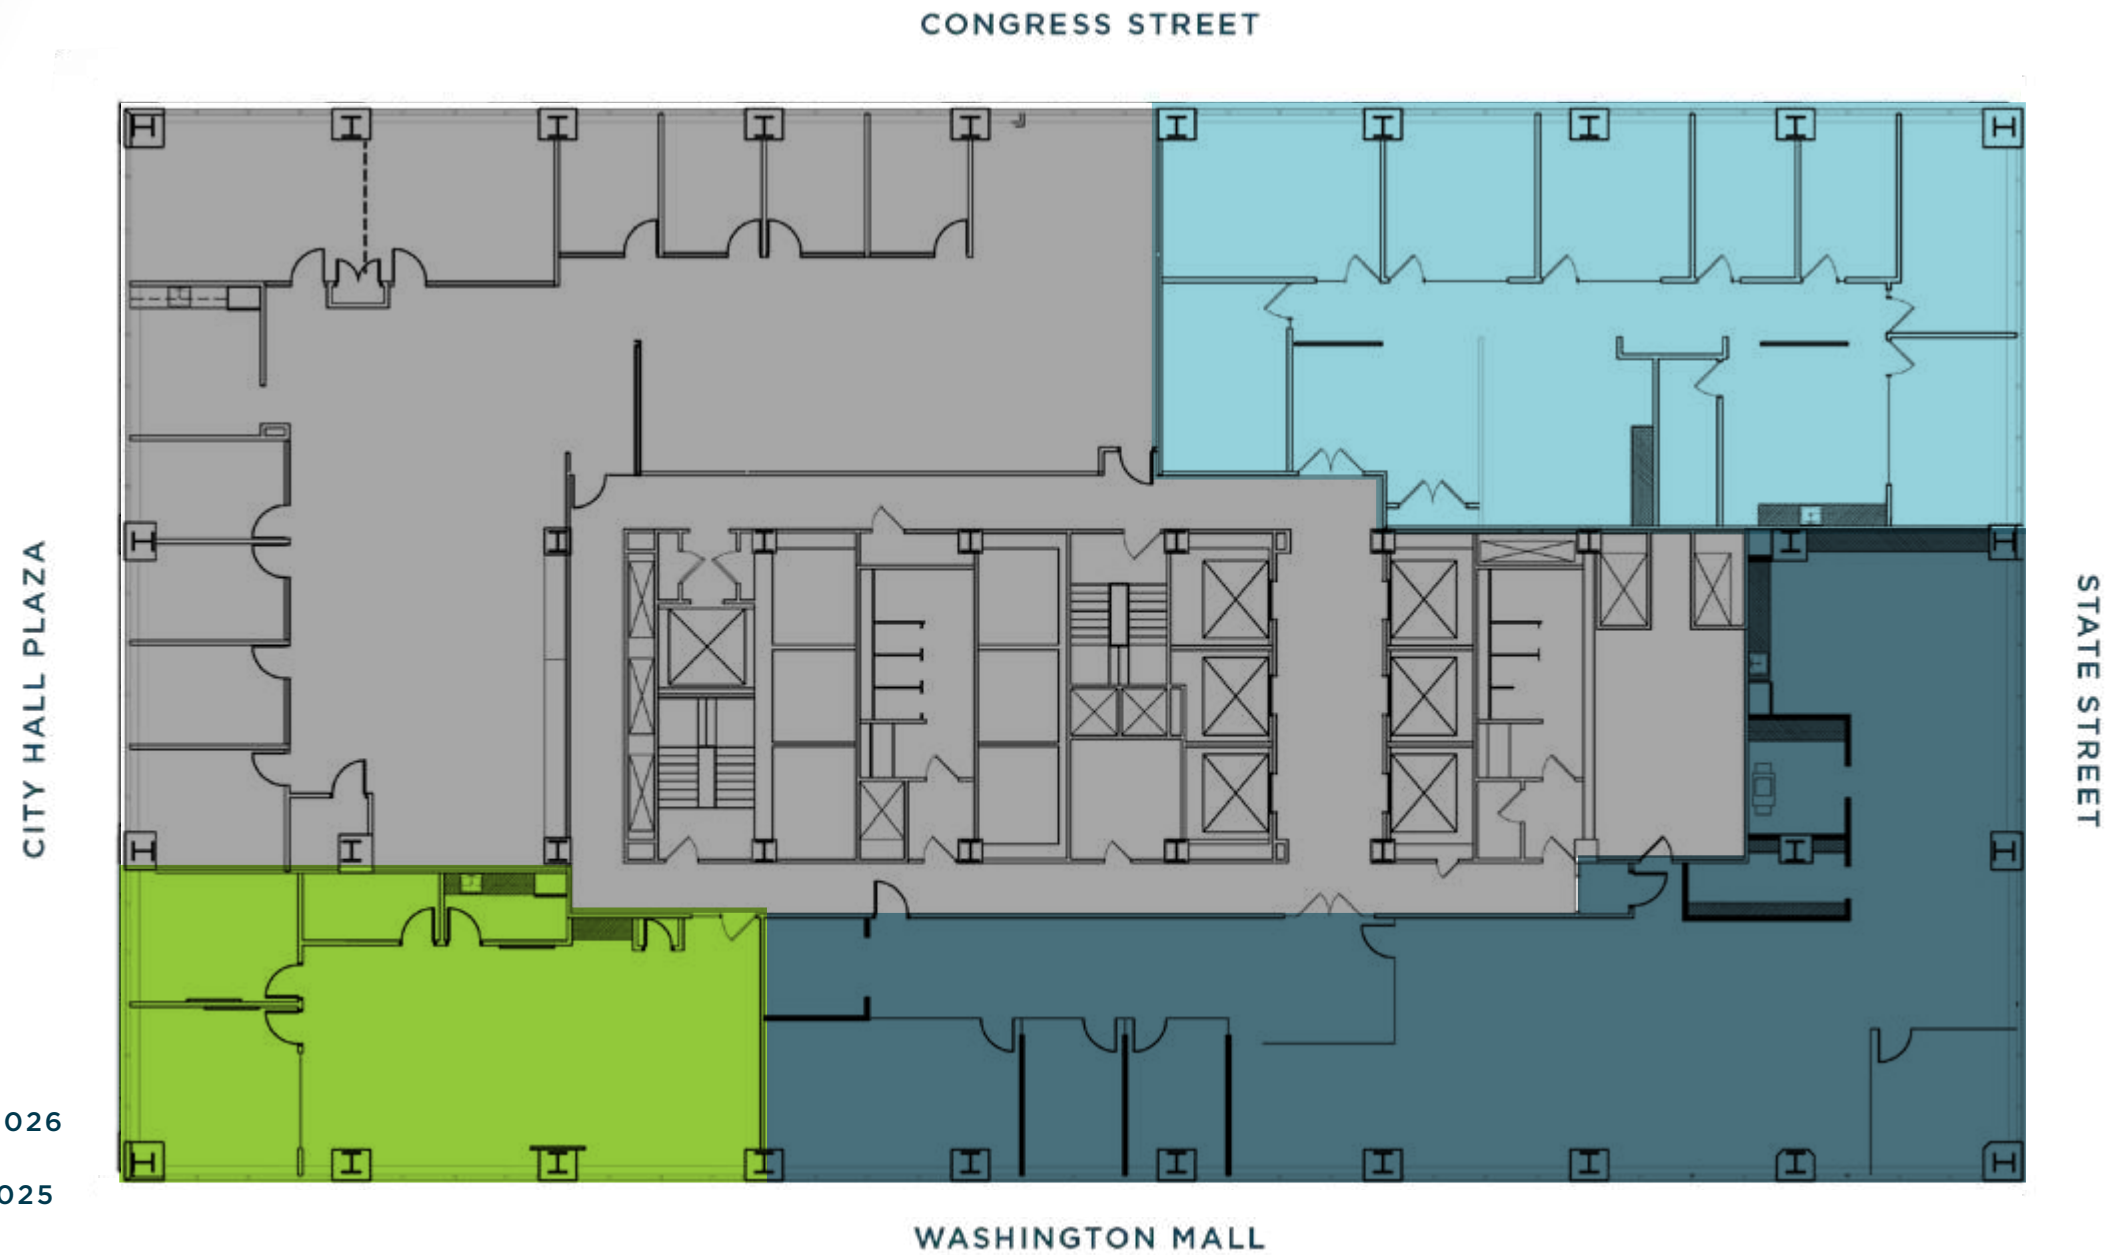 CONGRESS STREET
CITY HALL PLAZA
STATE STREET
026
025
WASHINGTON MALL